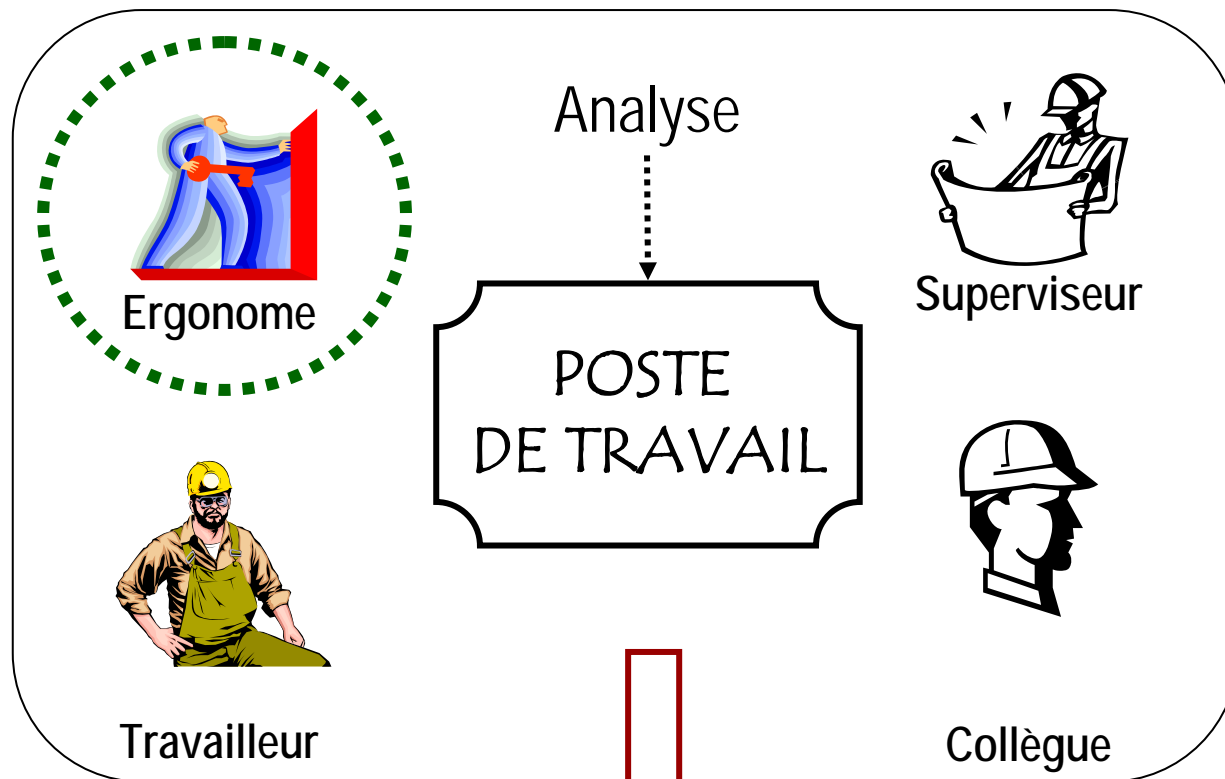 Analyse
Ergonome
Superviseur
POSTE
DE TRAVAIL
Travailleur
Collègue